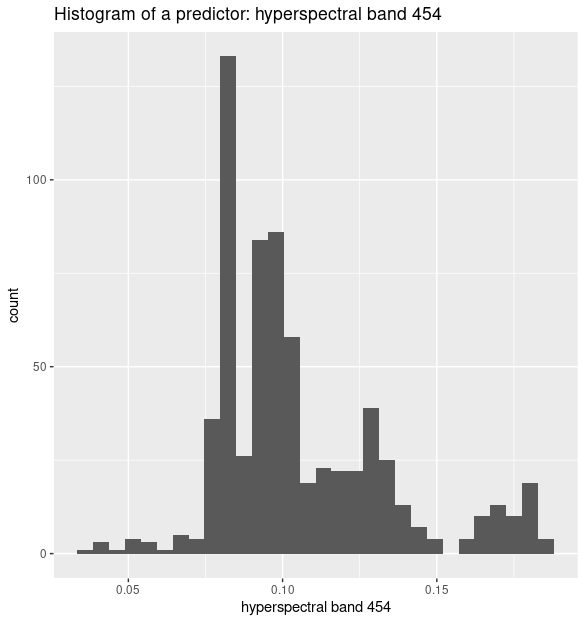 Histogram of a predictor: hyperspectral band 454
100
50
0
count
0.05 0.10 0.15
hyperspectral band 454